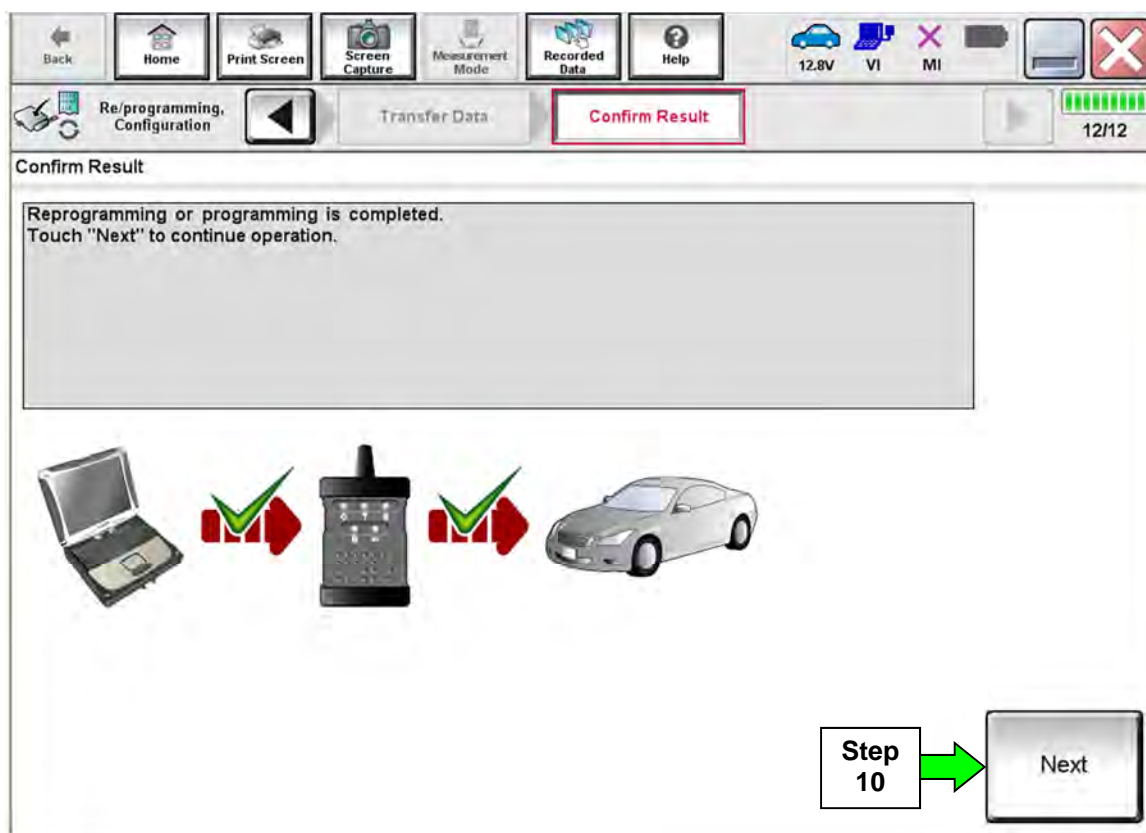 Back
Home
Print Screen
Screen
Capture
Measurement
Mode
Recorded
Data
Help
12.8V
VI
MI
Re/programming,
Configuration
Transfer Data
Confirm Result
12/12
Confirm Result
Reprogramming or programming is completed.
Touch "Next" to continue operation.
Step
10
Next